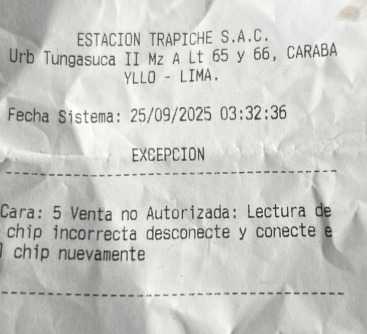 ESTACION TRAPICHE S.A.C.
Urb Tungasuca II Mz A Lt 65 y 66, CARABA
YLLO - LIMA.
Fecha Sistema: 25/09/2025 03:32:36
EXCEPCION
Cara: 5 Venta no Autorizada: Lectura de
chip incorrecta desconecte y conecte e
l chip nuevamente